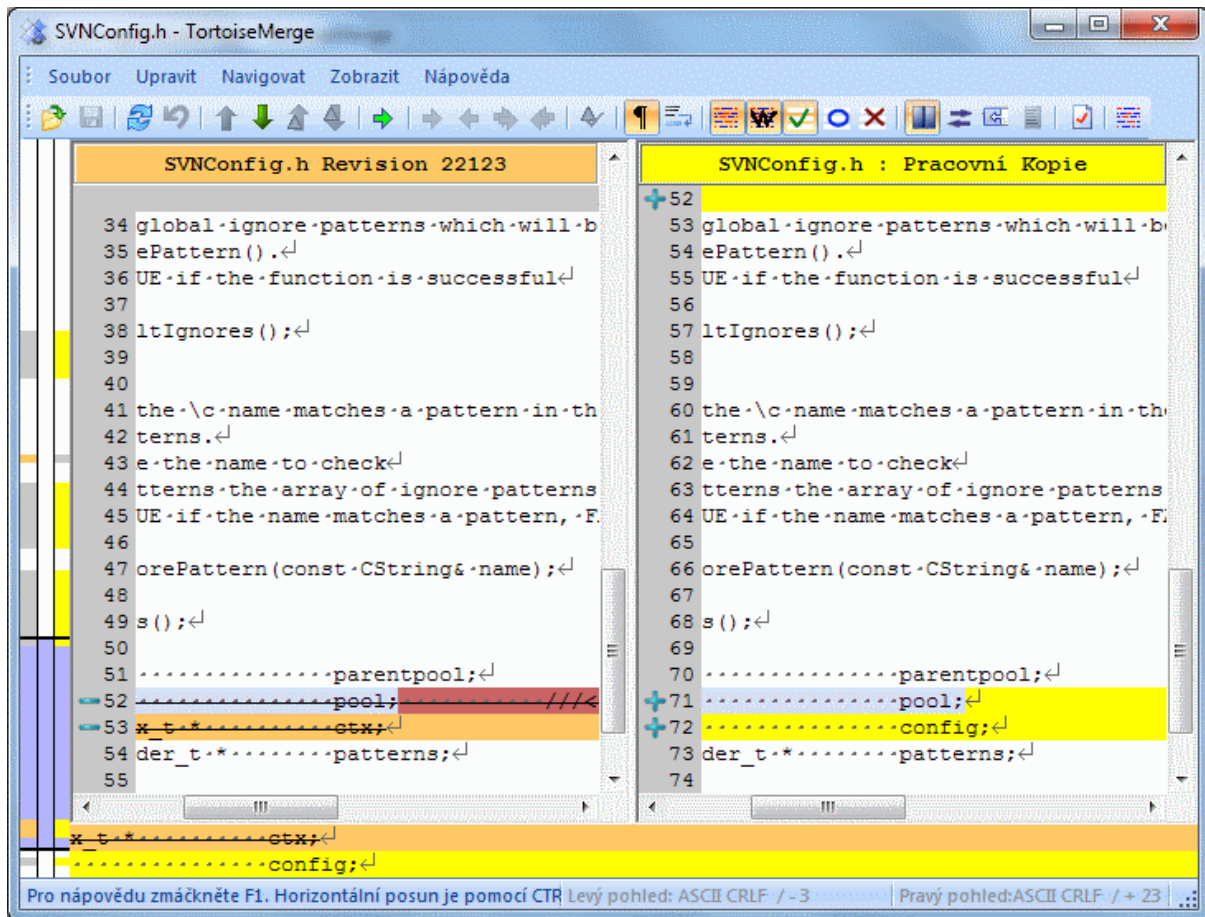 SVNConfig.h - TortoiseMerge
Soubor Upravit Navigovat Zobrazit Nápověda
SVNConfig.h Revision 22123
34 global·ignore·patterns·which·will·b
35 ePattern().↵
36 UE·if·the·function·is·successful↵
37
38 ltIgnores();↵
39
40
41 the·\c·name·matches·a·pattern·in·th
42 terns.↵
43 e·the·name·to·check↵
44 tterns·the·array·of·ignore·patterns
45 UE·if·the·name·matches·a·pattern,·F
46
47 orePattern(const·CString&·name);↵
48
49 s();↵
50
51 ···············parentpool;↵
52 ···············pool;···········///<
53 x_t·*··········ctx;↵
54 der_t·*········patterns;↵
55
SVNConfig.h : Pracovní Kopie
52
53 global·ignore·patterns·which·will·b
54 ePattern().↵
55 UE·if·the·function·is·successful↵
56
57 ltIgnores();↵
58
59
60 the·\c·name·matches·a·pattern·in·th
61 terns.↵
62 e·the·name·to·check↵
63 tterns·the·array·of·ignore·patterns
64 UE·if·the·name·matches·a·pattern,·F
65
66 orePattern(const·CString&·name);↵
67
68 s();↵
69
70 ···············parentpool;↵
71 ···············pool;↵
72 ···············config;↵
73 der_t·*········patterns;↵
74
x_t·*··········ctx;↵
···············config;↵
Pro nápovědu zmáčkněte F1. Horizontální posun je pomocí CTR Levý pohled: ASCII CRLF / - 3 Pravý pohled:ASCII CRLF / + 23